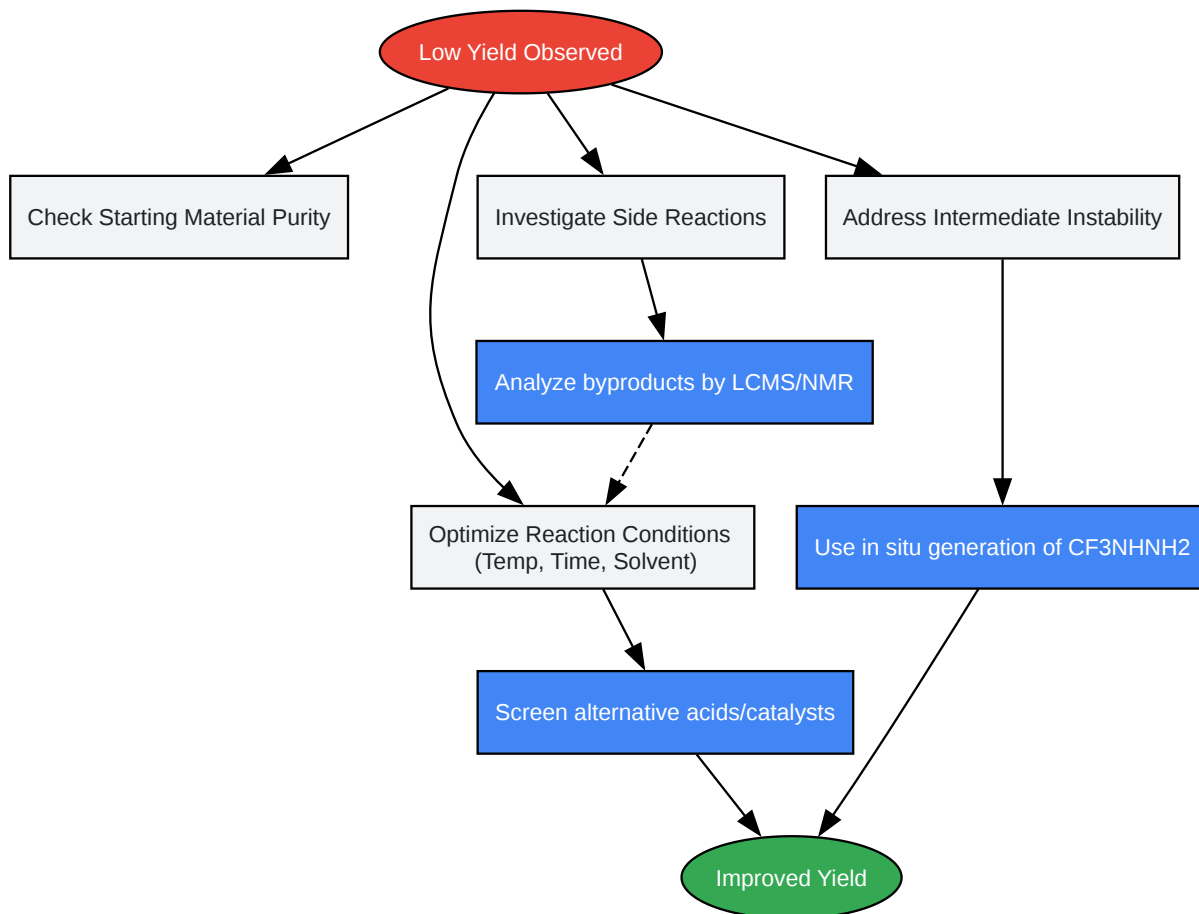 Low Yield Observed
Check Starting Material Purity
Investigate Side Reactions
Address Intermediate Instability
Analyze byproducts by LCMS/NMR
Optimize Reaction Conditions
(Temp, Time, Solvent)
Use in situ generation of CF3NHNH2
Screen alternative acids/catalysts
Improved Yield